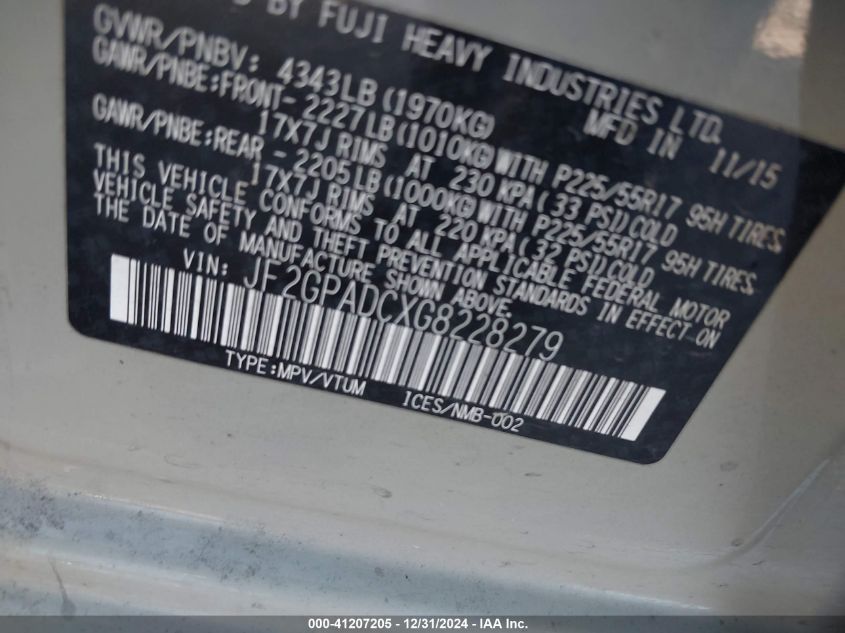 D BY FUJI HEAVY INDUSTRIES LTD.
GVWR/PNBV: 4343LB(1970KG) MFD IN 11/15
GAWR/PNBE:FRONT-2227LB(1010KG)WITH P225/55R17 95H TIRES,
17X7J RIMS AT 230 KPA(33 PSI)COLD
GAWR/PNBE:REAR -2205LB(1000KG)WITH P225/55R17 95H TIRES,
17X7J RIMS AT 220 KPA(32 PSI)COLD
THIS VEHICLE CONFORMS TO ALL APPLICABLE FEDERAL MOTOR
VEHICLE SAFETY AND THEFT PREVENTION STANDARDS IN EFFECT ON
THE DATE OF MANUFACTURE SHOWN ABOVE.
VIN: JF2GPADCXG8228279
TYPE:MPV/VTUM ICES/NMB-002
000-41207205 - 12/31/2024 - IAA Inc.